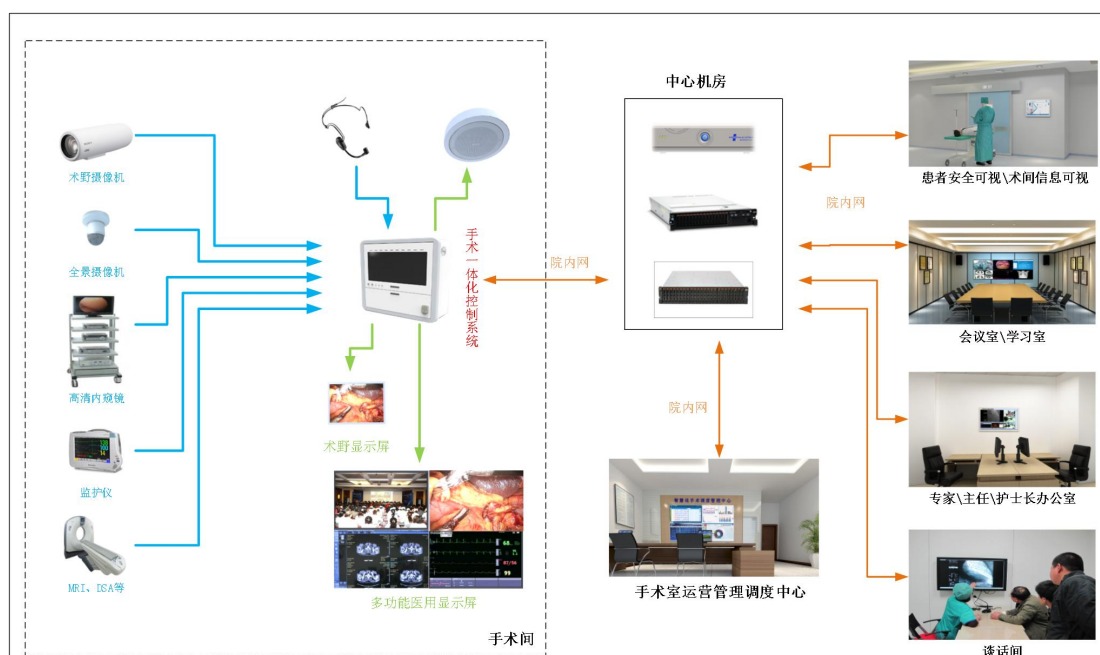 中心机房
术野摄像机
全景摄像机
高清内窥镜
监护仪
MRI、DSA等
手术一体化控制系统
术野显示屏
多功能医用显示屏
手术间
院内网
院内网
院内网
手术室运营管理调度中心
患者安全可视\术间信息可视
会议室\学习室
专家\主任\护士长办公室
谈话间